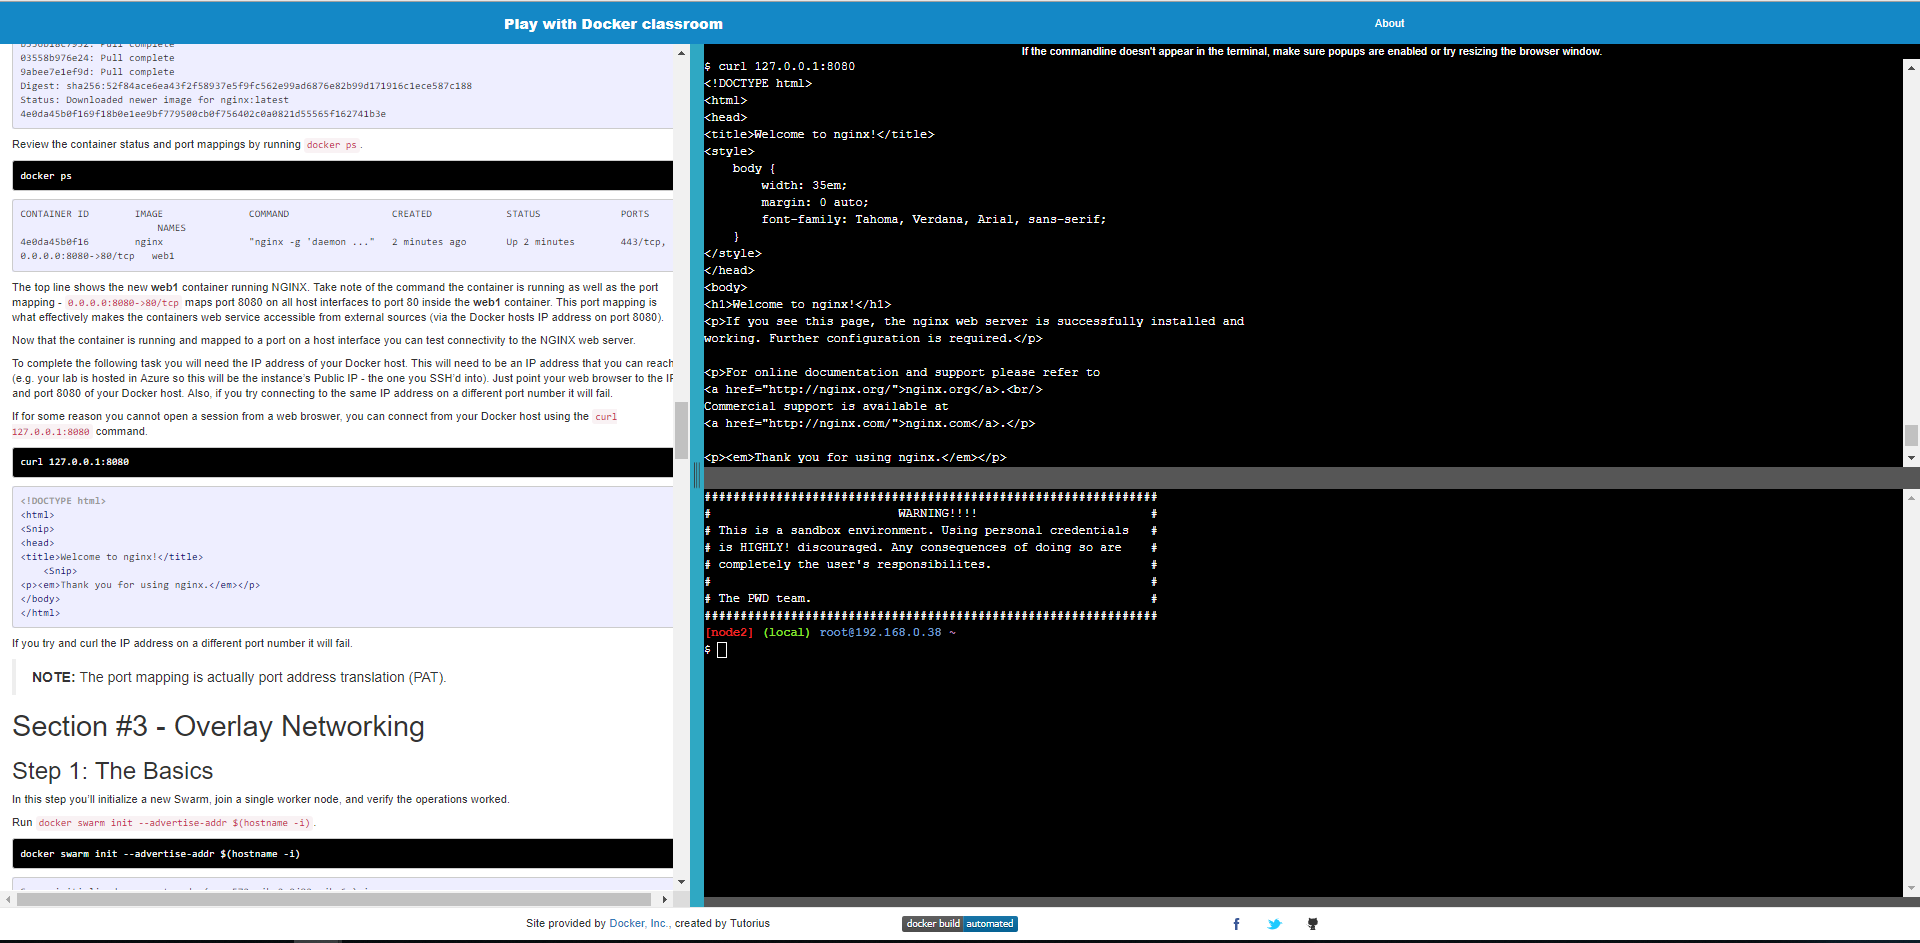 Play with Docker classroom
About
03558b976e24: Pull complete
9abee7e1ef9d: Pull complete
Digest: sha256:52f84ace6ea43f2f58937e5f9fc562e99ad6876e82b99d171916c1ece587c188
Status: Downloaded newer image for nginx:latest
4e0da45b0f169f18b0e1ee9bf779500cb0f756402c0a0821d55565f162741b3e
Review the container status and port mappings by running docker ps .
docker ps
CONTAINER ID IMAGE COMMAND CREATED STATUS PORTS
NAMES
4e0da45b0f16 nginx "nginx -g 'daemon ..." 2 minutes ago Up 2 minutes 443/tcp,
0.0.0.0:8080->80/tcp web1
The top line shows the new web1 container running NGINX. Take note of the command the container is running as well as the port
mapping - 0.0.0.0:8080->80/tcp maps port 8080 on all host interfaces to port 80 inside the web1 container. This port mapping is
what effectively makes the containers web service accessible from external sources (via the Docker hosts IP address on port 8080).
Now that the container is running and mapped to a port on a host interface you can test connectivity to the NGINX web server.
To complete the following task you will need the IP address of your Docker host. This will need to be an IP address that you can reach
(e.g. your lab is hosted in Azure so this will be the instance's Public IP - the one you SSH'd into). Just point your web browser to the IP
and port 8080 of your Docker host. Also, if you try connecting to the same IP address on a different port number it will fail.
If for some reason you cannot open a session from a web broswer, you can connect from your Docker host using the curl
127.0.0.1:8080 command.
curl 127.0.0.1:8080
<!DOCTYPE html>
<html>
<Snip>
<head>
<title>Welcome to nginx!</title>
<Snip>
<p><em>Thank you for using nginx.</em></p>
</body>
</html>
If you try and curl the IP address on a different port number it will fail.
NOTE: The port mapping is actually port address translation (PAT).
Section #3 - Overlay Networking
Step 1: The Basics
In this step you'll initialize a new Swarm, join a single worker node, and verify the operations worked.
Run docker swarm init --advertise-addr $(hostname -i) .
docker swarm init --advertise-addr $(hostname -i)
If the commandline doesn't appear in the terminal, make sure popups are enabled or try resizing the browser window.
$ curl 127.0.0.1:8080
<!DOCTYPE html>
<html>
<head>
<title>Welcome to nginx!</title>
<style>
body {
width: 35em;
margin: 0 auto;
font-family: Tahoma, Verdana, Arial, sans-serif;
}
</style>
</head>
<body>
<h1>Welcome to nginx!</h1>
<p>If you see this page, the nginx web server is successfully installed and
working. Further configuration is required.</p>
<p>For online documentation and support please refer to
<a href="http://nginx.org/">nginx.org</a>.<br/>
Commercial support is available at
<a href="http://nginx.com/">nginx.com</a>.</p>
<p><em>Thank you for using nginx.</em></p>
###############################################################
# WARNING!!!! #
# This is a sandbox environment. Using personal credentials #
# is HIGHLY! discouraged. Any consequences of doing so are #
# completely the user's responsibilites. #
# #
# The PWD team. #
###############################################################
[node2] (local) root@192.168.0.38 ~
$
Site provided by Docker, Inc., created by Tutorius
docker build automated